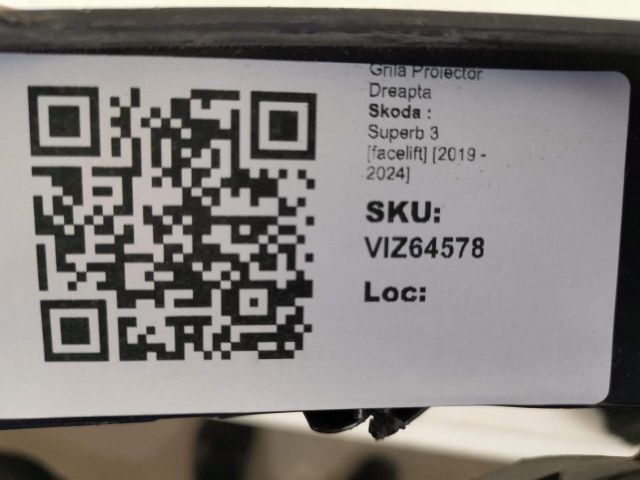 Grila Proiector
Dreapta
Skoda :
Superb 3
[facelift] [2019 -
2024]
SKU:
VIZ64578
Loc: